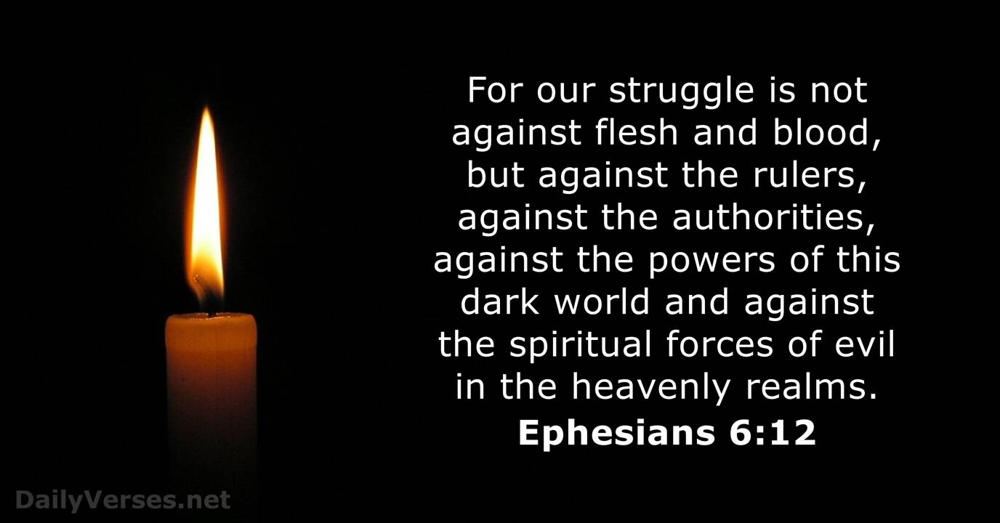 For our struggle is not
against flesh and blood,
but against the rulers,
against the authorities,
against the powers of this
dark world and against
the spiritual forces of evil
in the heavenly realms.
Ephesians 6:12
DailyVerses.net